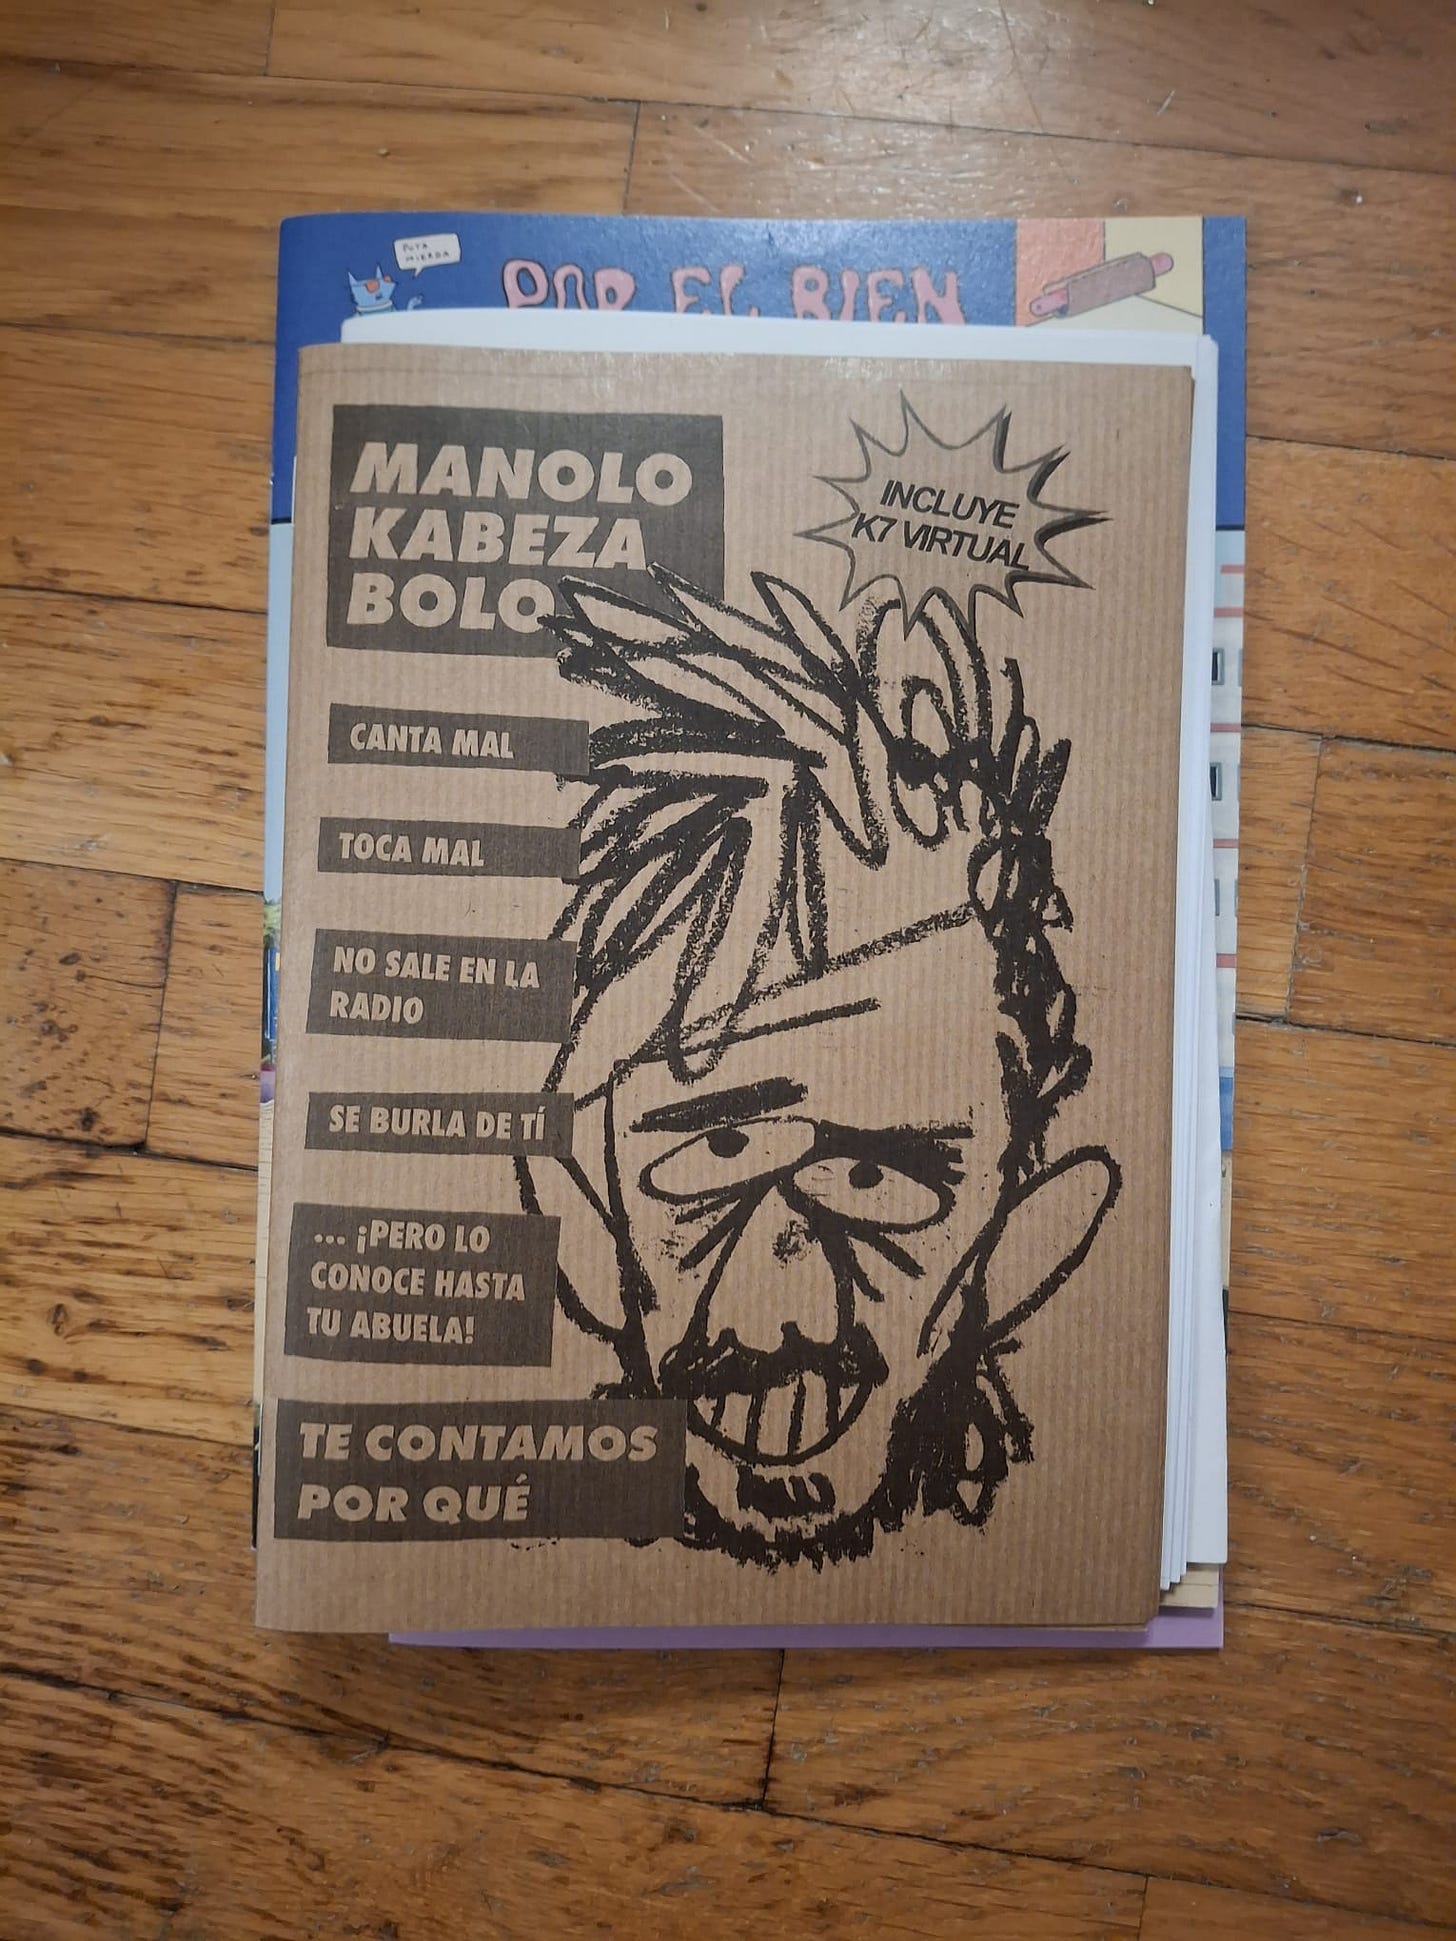 PUTA
MIERDA
POR EL BIEN
MANOLO
KABEZA
BOLO
INCLUYE
K7 VIRTUAL
CANTA MAL
TOCA MAL
NO SALE EN LA
RADIO
SE BURLA DE TÍ
... ¡PERO LO
CONOCE HASTA
TU ABUELA!
TE CONTAMOS
POR QUÉ